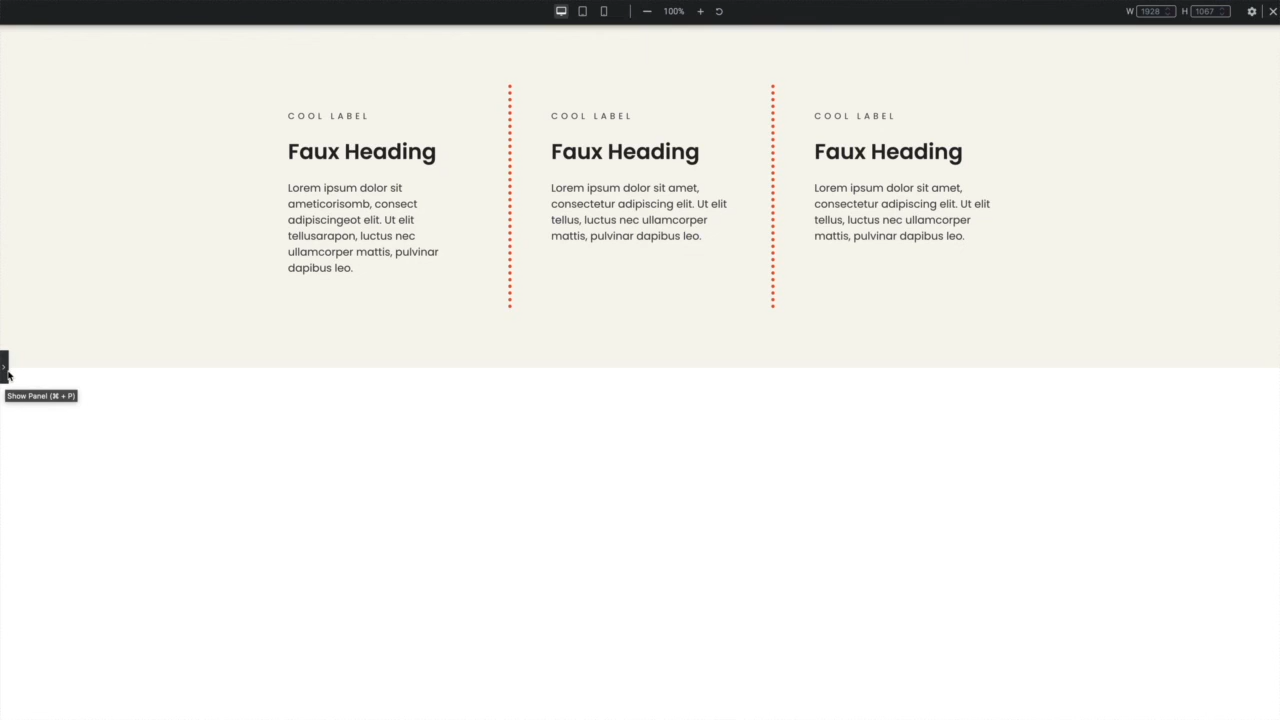 100%
W 1928 H 1067
COOL LABEL
Faux Heading
Lorem ipsum dolor sit
ameticorisomb, consect
adipiscingeot elit. Ut elit
tellusarapon, luctus nec
ullamcorper mattis, pulvinar
dapibus leo.
COOL LABEL
Faux Heading
Lorem ipsum dolor sit amet,
consectetur adipiscing elit. Ut elit
tellus, luctus nec ullamcorper
mattis, pulvinar dapibus leo.
COOL LABEL
Faux Heading
Lorem ipsum dolor sit amet,
consectetur adipiscing elit. Ut elit
tellus, luctus nec ullamcorper
mattis, pulvinar dapibus leo.
Show Panel (⌘ + P)